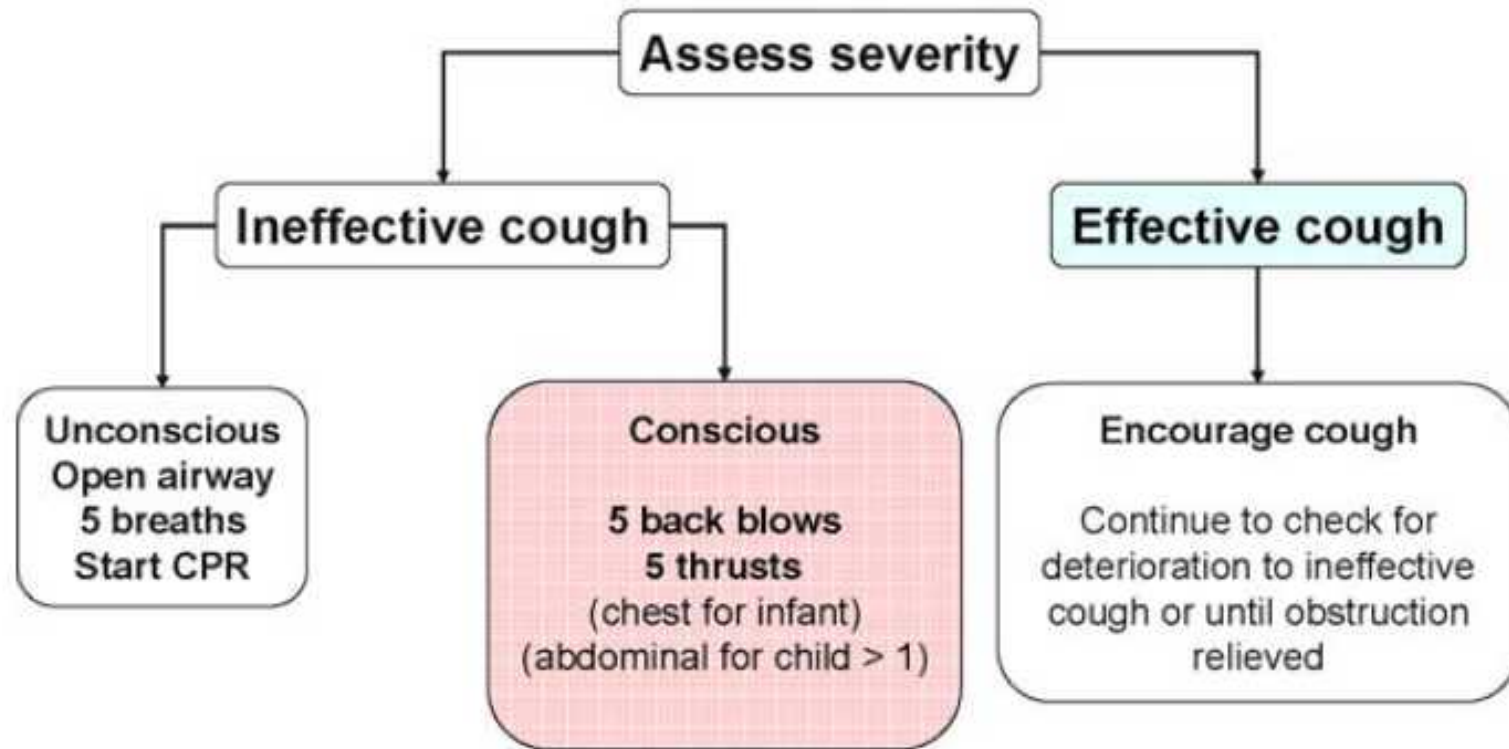 Assess severity
Ineffective cough
Effective cough
Unconscious
Open airway
5 breaths
Start CPR
Conscious
5 back blows
5 thrusts
(chest for infant)
(abdominal for child > 1)
Encourage cough
Continue to check for
deterioration to ineffective
cough or until obstruction
relieved